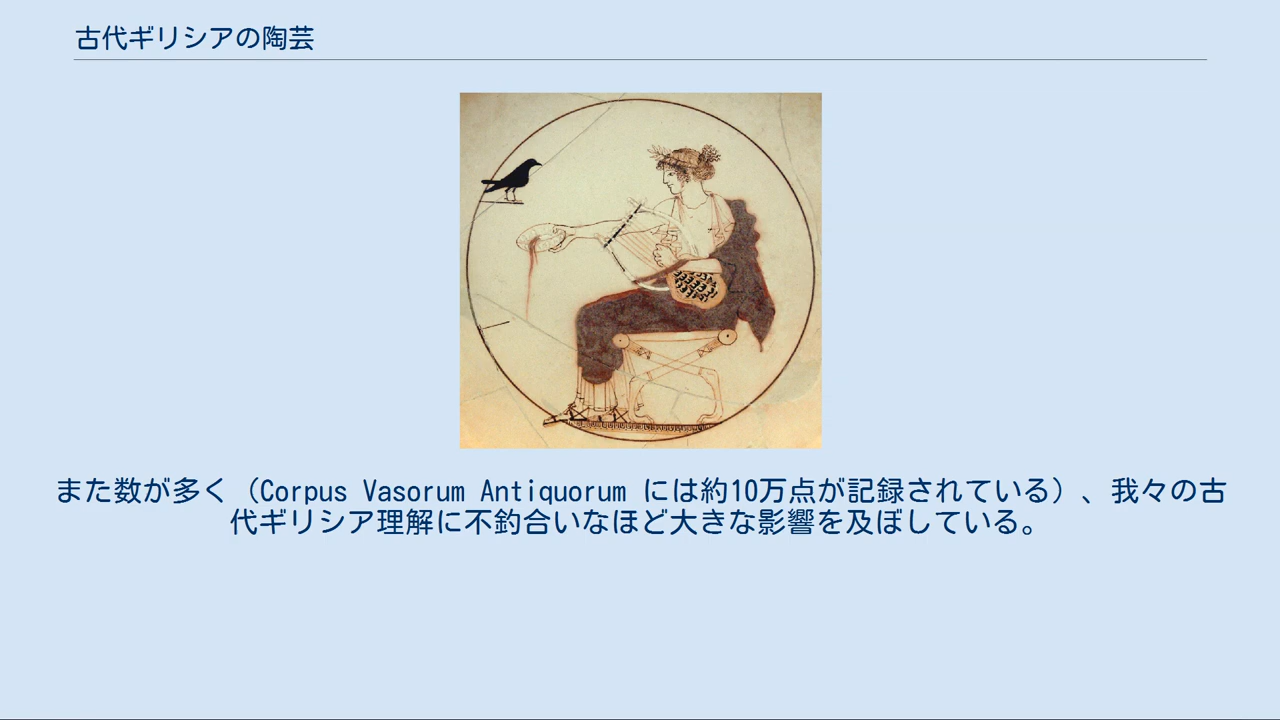 古代ギリシアの陶芸
また数が多く（Corpus Vasorum Antiquorum には約10万点が記録されている）、我々の古
代ギリシア理解に不釣合いなほど大きな影響を及ぼしている。